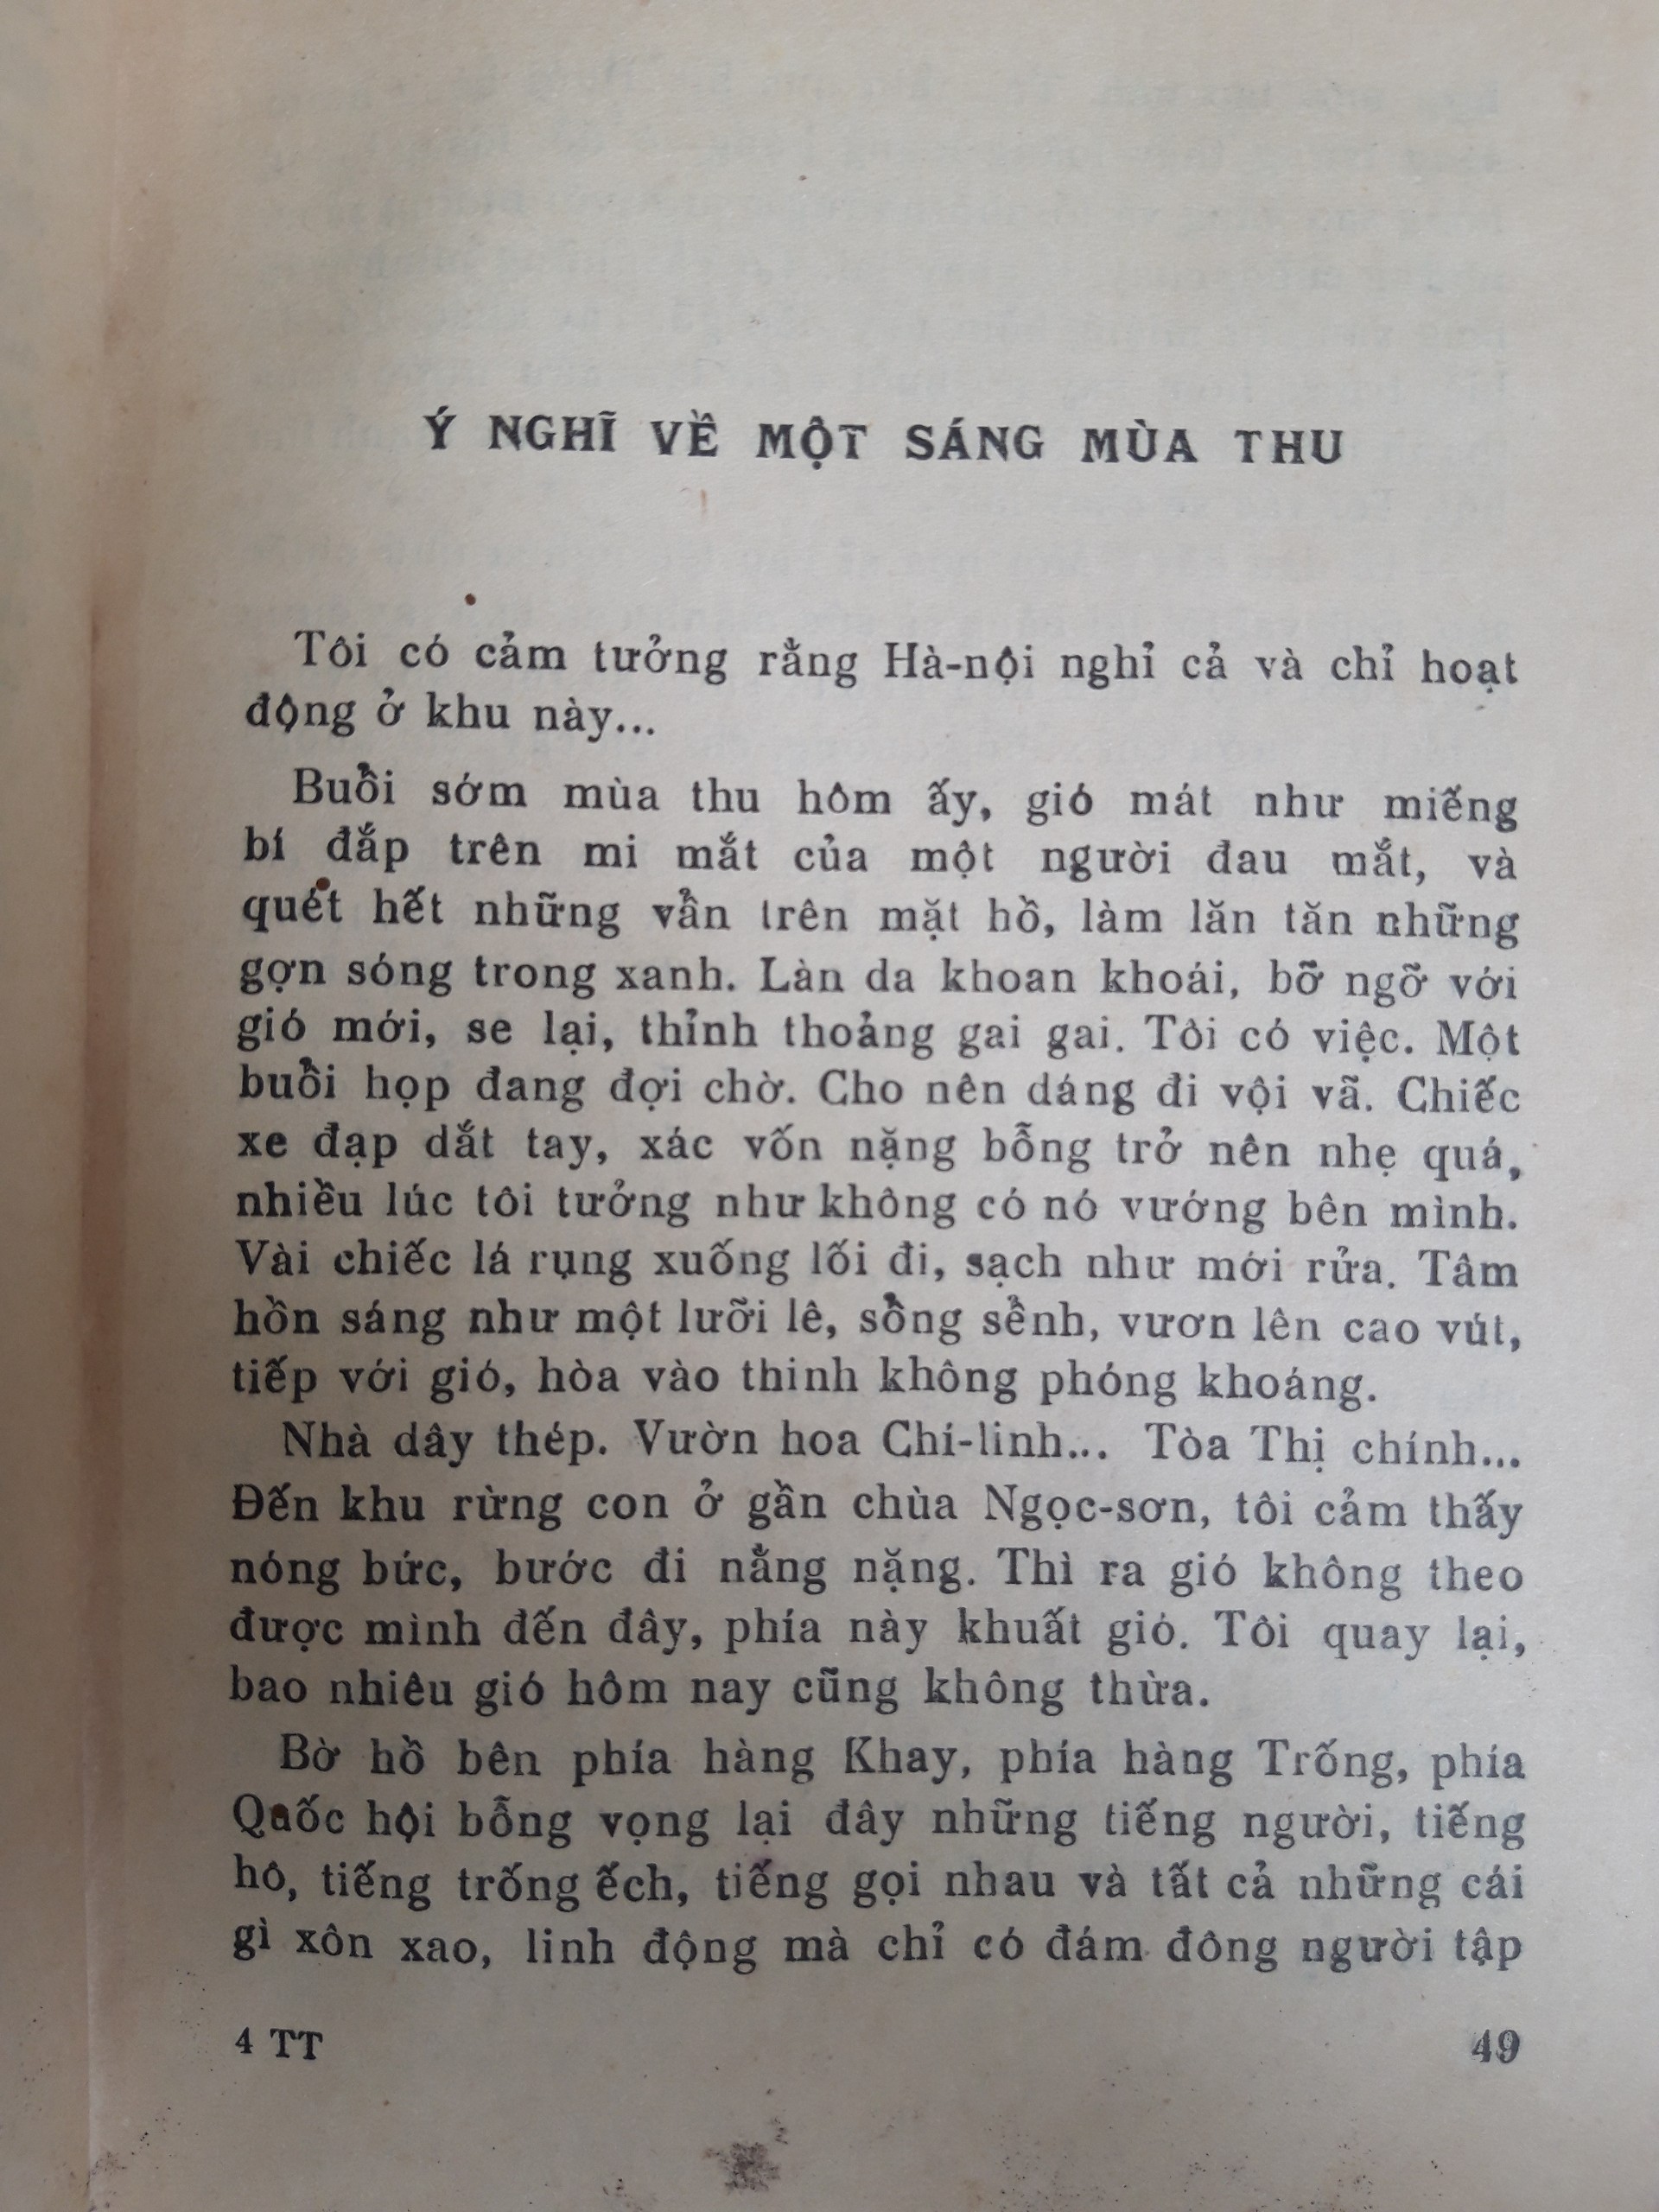 Ý NGHĨ VỀ MỘT SÁNG MÙA THU
Tôi có cảm tưởng rằng Hà-nội nghỉ cả và chỉ hoạt
động ở khu này...
Buổi sớm mùa thu hôm ấy, gió mát như miếng
bí đắp trên mi mắt của một người đau mắt, và
quét hết những vẩn trên mặt hồ, làm lăn tăn những
gợn sóng trong xanh. Làn da khoan khoái, bỡ ngỡ với
gió mới, se lại, thỉnh thoảng gai gai. Tôi có việc. Một
buổi họp đang đợi chờ. Cho nên dáng đi vội vã. Chiếc
xe đạp dắt tay, xác vốn nặng bỗng trở nên nhẹ quá,
nhiều lúc tôi tưởng như không có nó vướng bên mình.
Vài chiếc lá rụng xuống lối đi, sạch như mới rửa. Tâm
hồn sáng như một lưỡi lê, sổng sểnh, vươn lên cao vút,
tiếp với gió, hòa vào thinh không phóng khoáng.
Nhà dây thép. Vườn hoa Chí-linh... Tòa Thị chính...
Đến khu rừng con ở gần chùa Ngọc-sơn, tôi cảm thấy
nóng bức, bước đi nằng nặng. Thì ra gió không theo
được mình đến đây, phía này khuất gió. Tôi quay lại,
bao nhiêu gió hôm nay cũng không thừa.
Bờ hồ bên phía hàng Khay, phía hàng Trống, phía
Quốc hội bỗng vọng lại đây những tiếng người, tiếng
hô, tiếng trống ếch, tiếng gọi nhau và tất cả những cái
gì xôn xao, linh động mà chỉ có đám đông người tập
4 TT
49